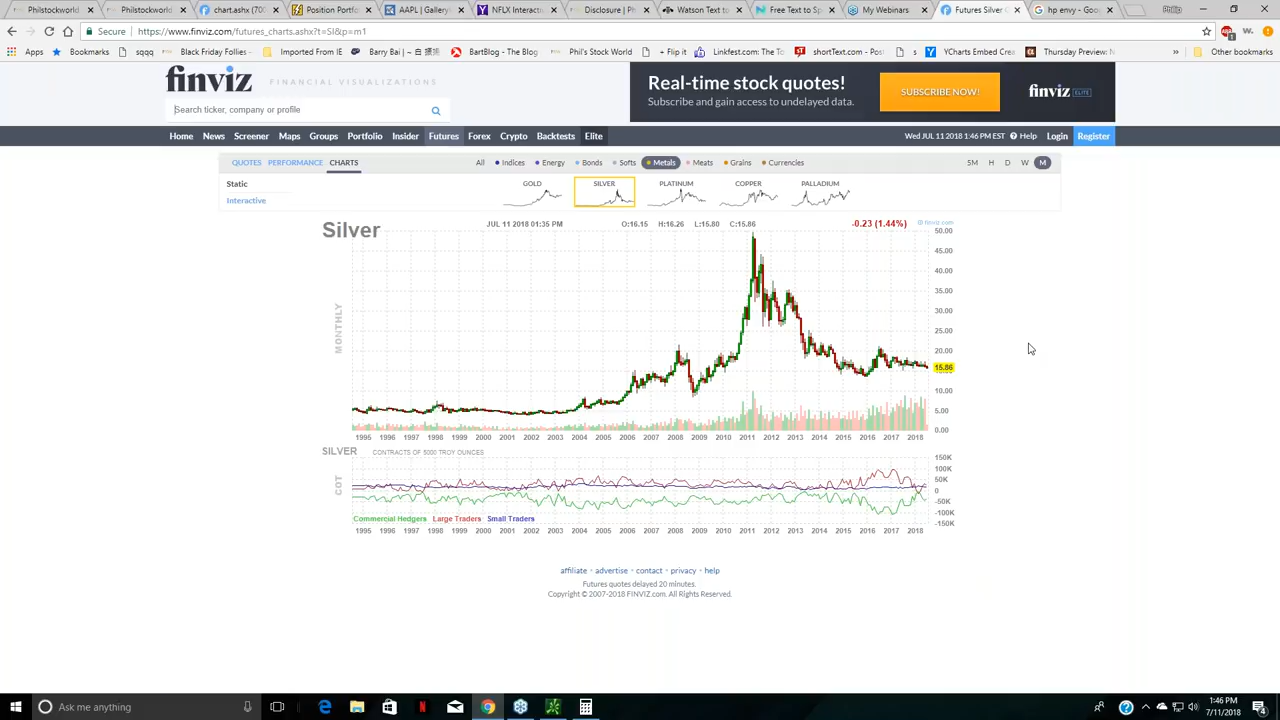 Philstockworld
Philstockworld
chart.ashx (700
Position Portfo
AAPL | Gallery
NFLX Interac
Disclosure | Ph
Watson Text to
Free Text to Sp
My Webinars
Futures Silver C
hp envy - Goog
Secure
https://www.finviz.com/futures_charts.ashx?t=SI&p=m1
Apps
Bookmarks
sqqq
Black Friday Follies
Imported From IE
Barry Bai
BartBlog - The Bl
Phil's Stock World
+ Flip it
Linkfest.com: The To
shortText.com - Pos
s
YCharts Embed Crea
Thursday Preview:
Other bookmarks
finviz
FINANCIAL VISUALIZATIONS
Search ticker, company or profile
Real-time stock quotes!
Subscribe and gain access to undelayed data.
SUBSCRIBE NOW!
finviz ELITE
Home News Screener Maps Groups Portfolio Insider Futures Forex Crypto Backtests Elite
Wed JUL 11 2018 1:46 PM ET Help Login Register
QUOTES PERFORMANCE CHARTS
All Indices Energy Bonds Softs Metals Meats Grains Currencies
5M H D W M
Static
Interactive
GOLD SILVER PLATINUM COPPER PALLADIUM
Silver
JUL 11 2018 01:35 PM O:16.15 H:16.26 L:15.80 C:15.86 -0.23 (1.44%)
© finviz.com
MONTHLY
50.00
45.00
40.00
35.00
30.00
25.00
20.00
15.86
10.00
5.00
0.00
1995 1996 1997 1998 1999 2000 2001 2002 2003 2004 2005 2006 2007 2008 2009 2010 2011 2012 2013 2014 2015 2016 2017 2018
SILVER CONTRACTS OF 5000 TROY OUNCES
COT
150K
100K
50K
0
-50K
-100K
-150K
Commercial Hedgers Large Traders Small Traders
1995 1996 1997 1998 1999 2000 2001 2002 2003 2004 2005 2006 2007 2008 2009 2010 2011 2012 2013 2014 2015 2016 2017 2018
affiliate • advertise • contact • privacy • help
Futures quotes delayed 20 minutes.
Copyright © 2007-2018 FINVIZ.com. All Rights Reserved.
Ask me anything
1:46 PM
7/11/2018